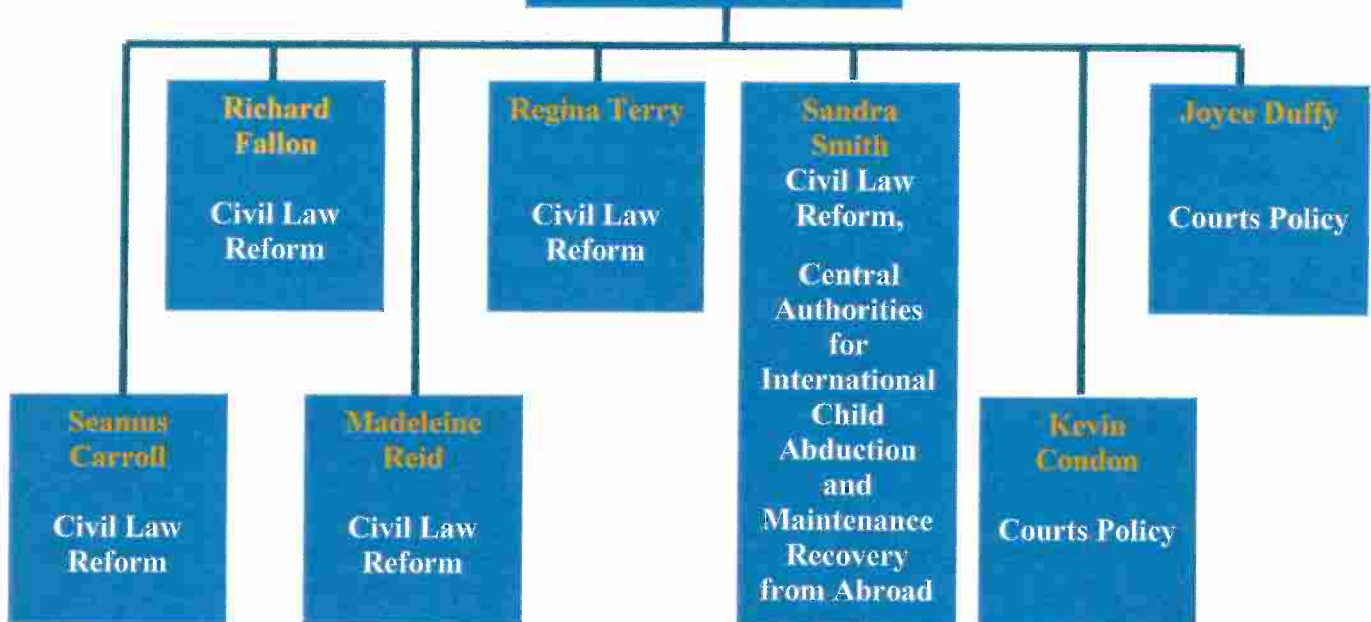 Richard
Fallon
Civil Law
Reform
Regina Terry
Civil Law
Reform
Sandra
Smith
Civil Law
Reform,
Central
Authorities
for
International
Child
Abduction
and
Maintenance
Recovery
from Abroad
Joyce Duffy
Courts Policy
Seamus
Carroll
Civil Law
Reform
Madeleine
Reid
Civil Law
Reform
Kevin
Condon
Courts Policy